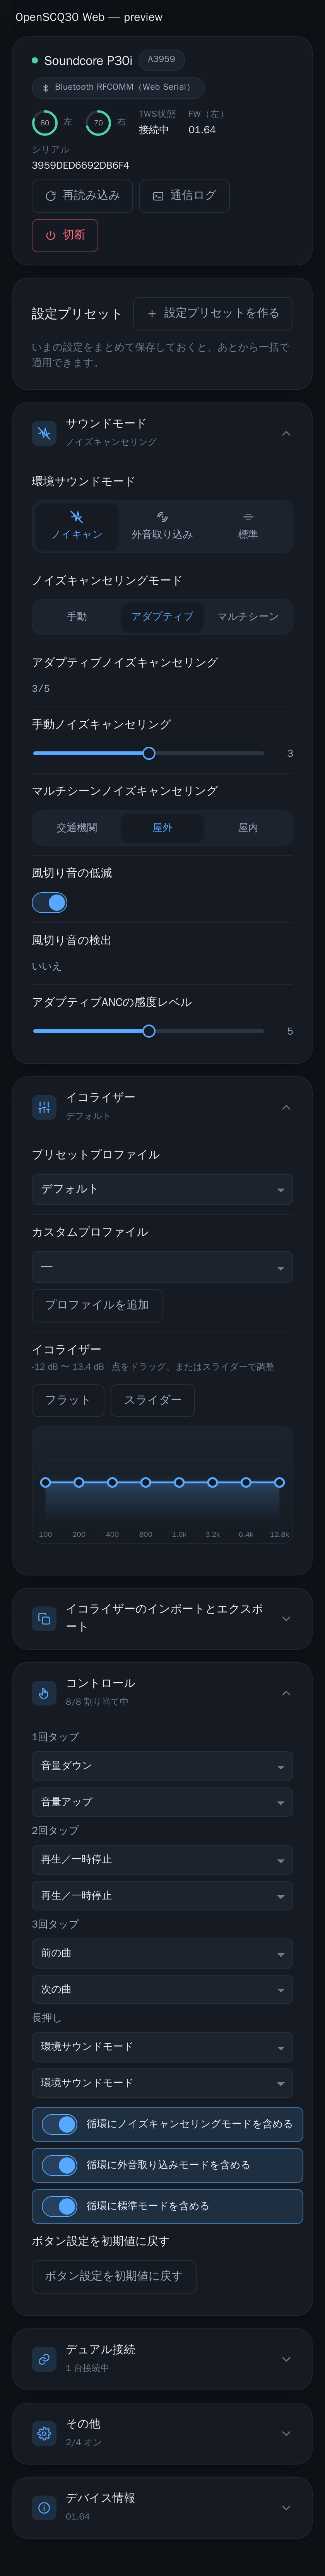 OpenSCQ30 Web — preview
Soundcore P30i A3959
Bluetooth RFCOMM（Web Serial）
80 左 70 右 TWS状態 FW（左）
接続中 01.64
シリアル
3959DED6692DB6F4
再読み込み 通信ログ
切断
設定プリセット + 設定プリセットを作る
いまの設定をまとめて保存しておくと、あとから一括で
適用できます。
サウンドモード
ノイズキャンセリング
環境サウンドモード
ノイキャン 外音取り込み 標準
ノイズキャンセリングモード
手動 アダプティブ マルチシーン
アダプティブノイズキャンセリング
3/5
手動ノイズキャンセリング
3
マルチシーンノイズキャンセリング
交通機関 屋外 屋内
風切り音の低減
風切り音の検出
いいえ
アダプティブANCの感度レベル
5
イコライザー
デフォルト
プリセットプロファイル
デフォルト
カスタムプロファイル
—
プロファイルを追加
イコライザー
-12 dB 〜 13.4 dB · 点をドラッグ、またはスライダーで調整
フラット スライダー
100 200 400 800 1.6k 3.2k 6.4k 12.8k
イコライザーのインポートとエクスポ
ート
コントロール
8/8 割り当て中
1回タップ
音量ダウン
音量アップ
2回タップ
再生／一時停止
再生／一時停止
3回タップ
前の曲
次の曲
長押し
環境サウンドモード
環境サウンドモード
循環にノイズキャンセリングモードを含める
循環に外音取り込みモードを含める
循環に標準モードを含める
ボタン設定を初期値に戻す
ボタン設定を初期値に戻す
デュアル接続
1 台接続中
その他
2/4 オン
デバイス情報
01.64